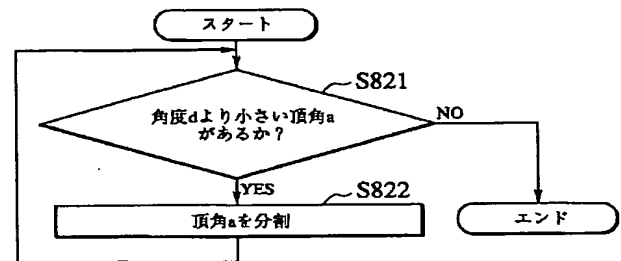 スタート
S821
角度dより小さい頂角a
があるか？
NO
YES
S822
頂角aを分割
エンド